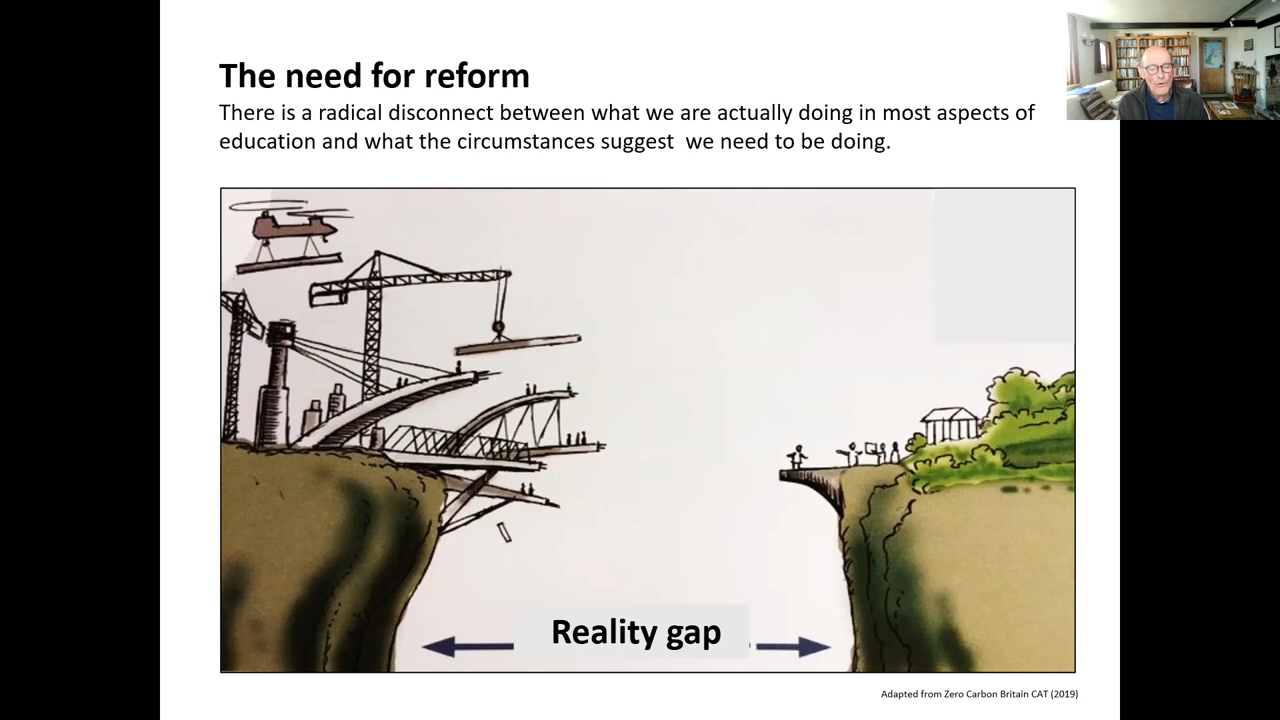 The need for reform
There is a radical disconnect between what we are actually doing in most aspects of
education and what the circumstances suggest  we need to be doing.
Reality gap
Adapted from Zero Carbon Britain CAT (2019)